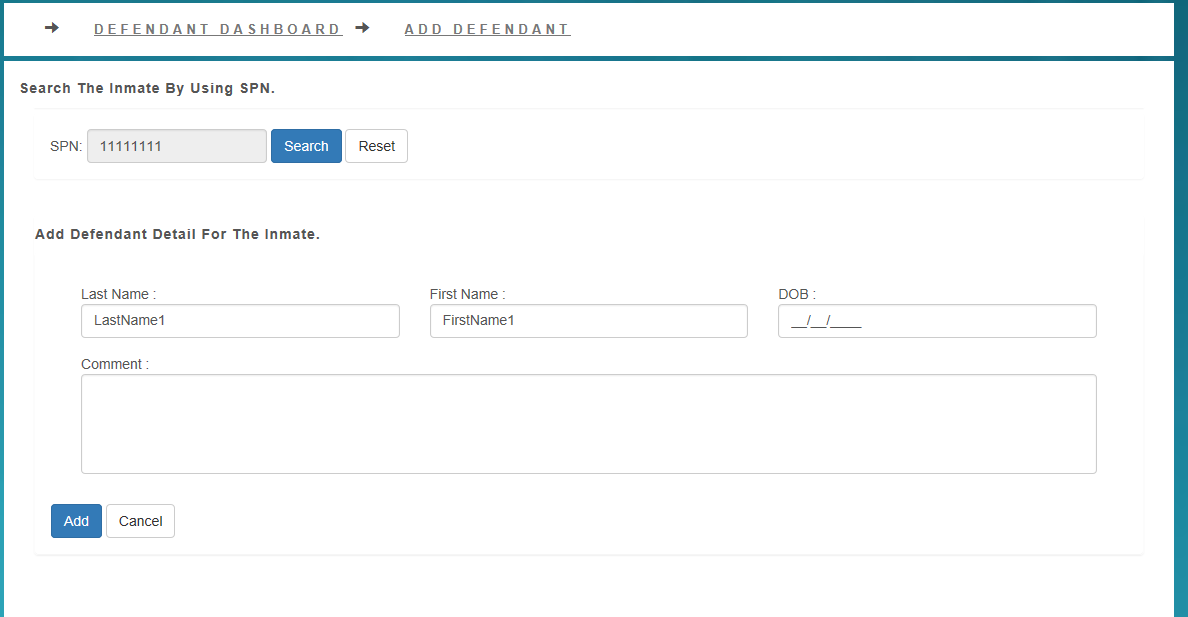 DEFENDANT DASHBOARD ADD DEFENDANT
Search The Inmate By Using SPN.
SPN: 11111111 Search Reset
Add Defendant Detail For The Inmate.
Last Name : First Name : DOB :
LastName1 FirstName1 __/__/____
Comment :
Add Cancel